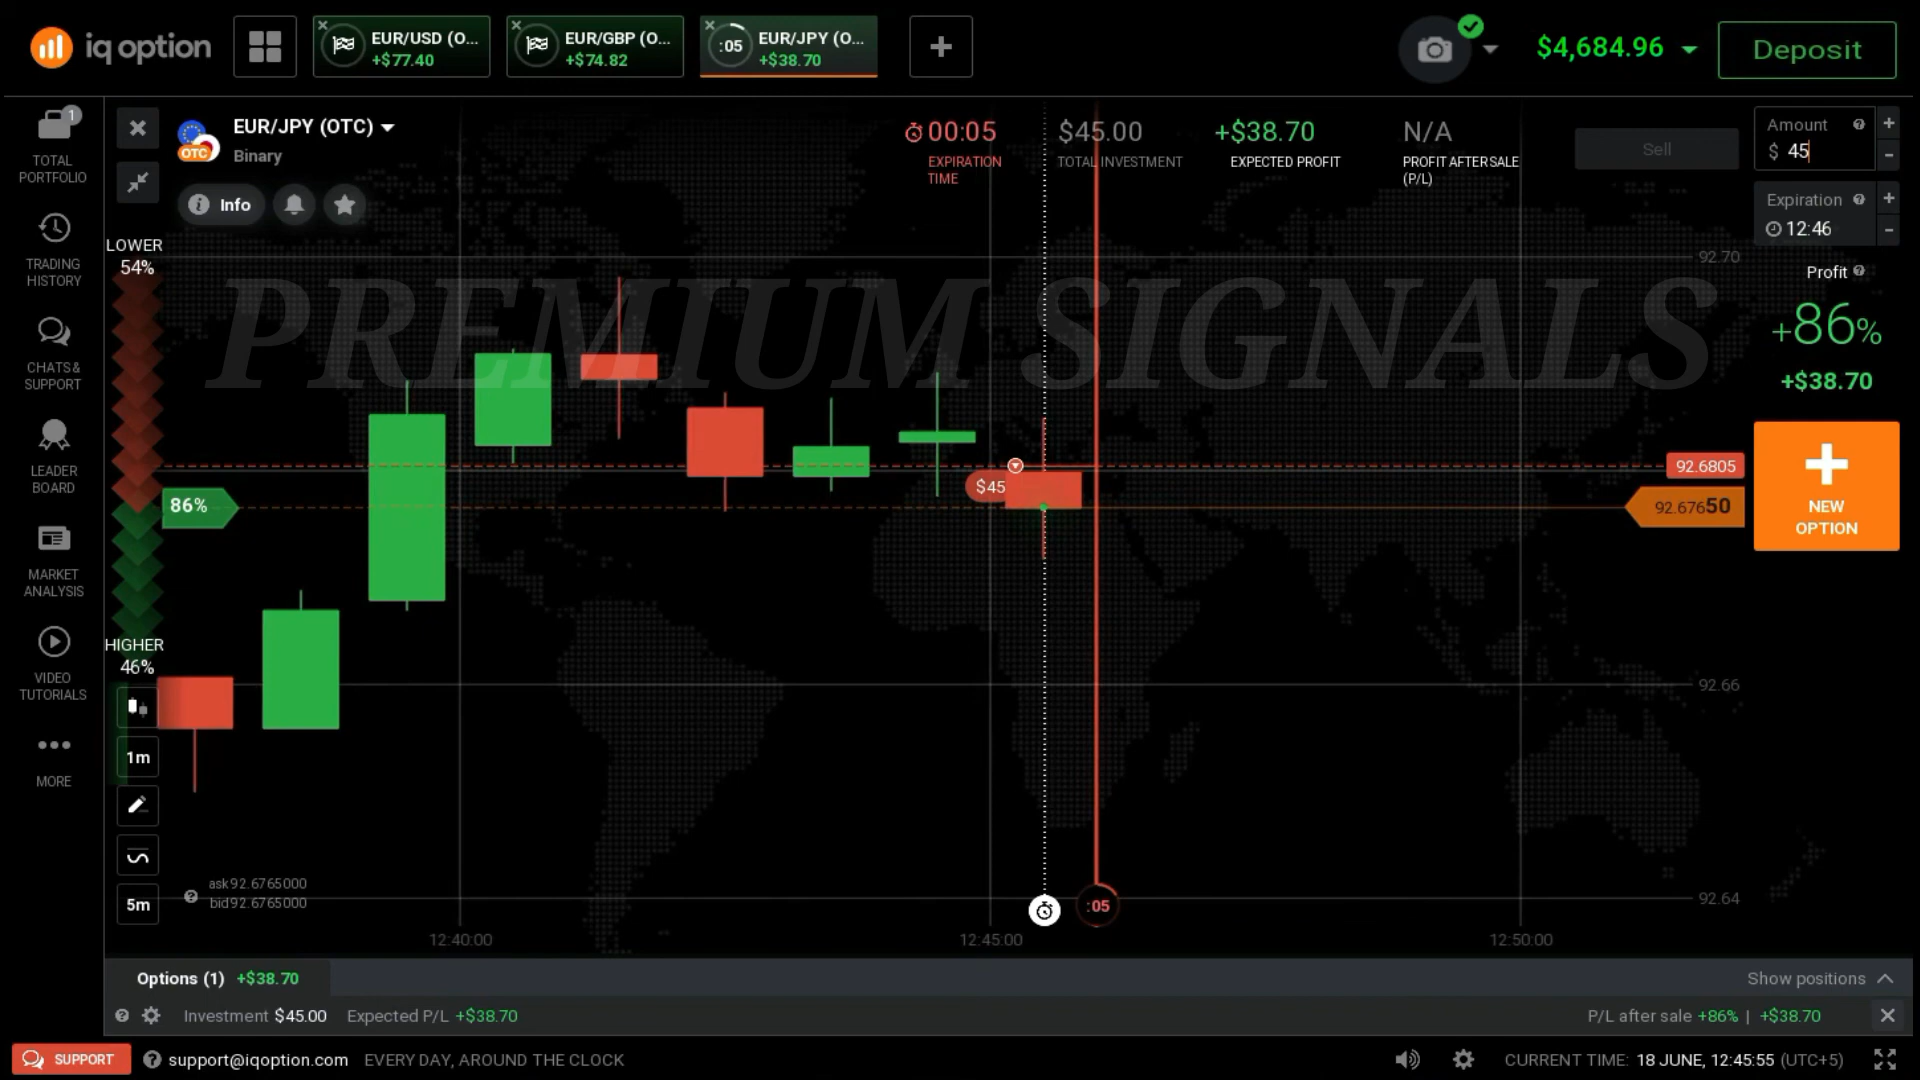 iq option
EUR/USD (O...
+$77.40
EUR/GBP (O...
+$74.82
:05
EUR/JPY (O...
+$38.70
$4,684.96
Deposit
1
TOTAL
PORTFOLIO
TRADING
HISTORY
CHATS &
SUPPORT
LEADER
BOARD
MARKET
ANALYSIS
VIDEO
TUTORIALS
MORE
EUR/JPY (OTC)
OTC
Binary
Info
00:05
EXPIRATION
TIME
$45.00
TOTAL INVESTMENT
+$38.70
EXPECTED PROFIT
N/A
PROFIT AFTER SALE
(P/L)
Sell
Amount
$ 45
+
-
Expiration
12:46
+
-
Profit
+86%
+$38.70
NEW
OPTION
LOWER
54%
PREMIUM SIGNALS
86%
$45
92.70
92.6805
92.67650
92.66
92.64
HIGHER
46%
1m
5m
ask92.6765000
bid92.6765000
:05
12:40:00
12:45:00
12:50:00
Options (1) +$38.70
Show positions
Investment $45.00 Expected P/L +$38.70
P/L after sale +86% | +$38.70
SUPPORT
support@iqoption.com EVERY DAY, AROUND THE CLOCK
CURRENT TIME: 18 JUNE, 12:45:55 (UTC+5)